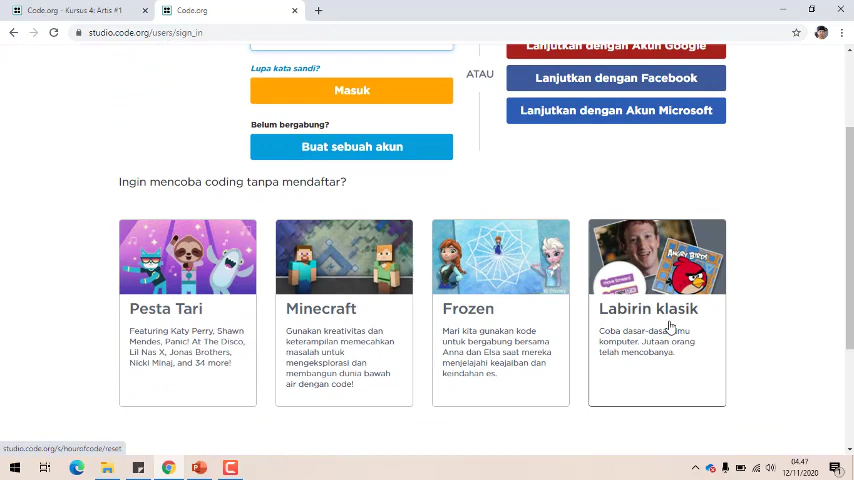 Code.org - Kursus 4: Artis #1
Code.org
studio.code.org/users/sign_in
Lanjutkan dengan Akun Google
Lupa kata sandi?
ATAU
Lanjutkan dengan Facebook
Masuk
Lanjutkan dengan Akun Microsoft
Belum bergabung?
Buat sebuah akun
Ingin mencoba coding tanpa mendaftar?
Pesta Tari
Featuring Katy Perry, Shawn
Mendes, Panic! At The Disco,
Lil Nas X, Jonas Brothers,
Nicki Minaj, and 34 more!
Minecraft
Gunakan kreativitas dan
keterampilan memecahkan
masalah untuk
mengeksplorasi dan
membangun dunia bawah
air dengan code!
Frozen
Mari kita gunakan kode
untuk bergabung bersama
Anna dan Elsa saat mereka
menjelajahi keajaiban dan
keindahan es.
ANGRY BIRDS
Labirin klasik
Coba dasar-dasar ilmu
komputer. Jutaan orang
telah mencobanya.
studio.code.org/s/hourofcode/reset
04.47
12/11/2020